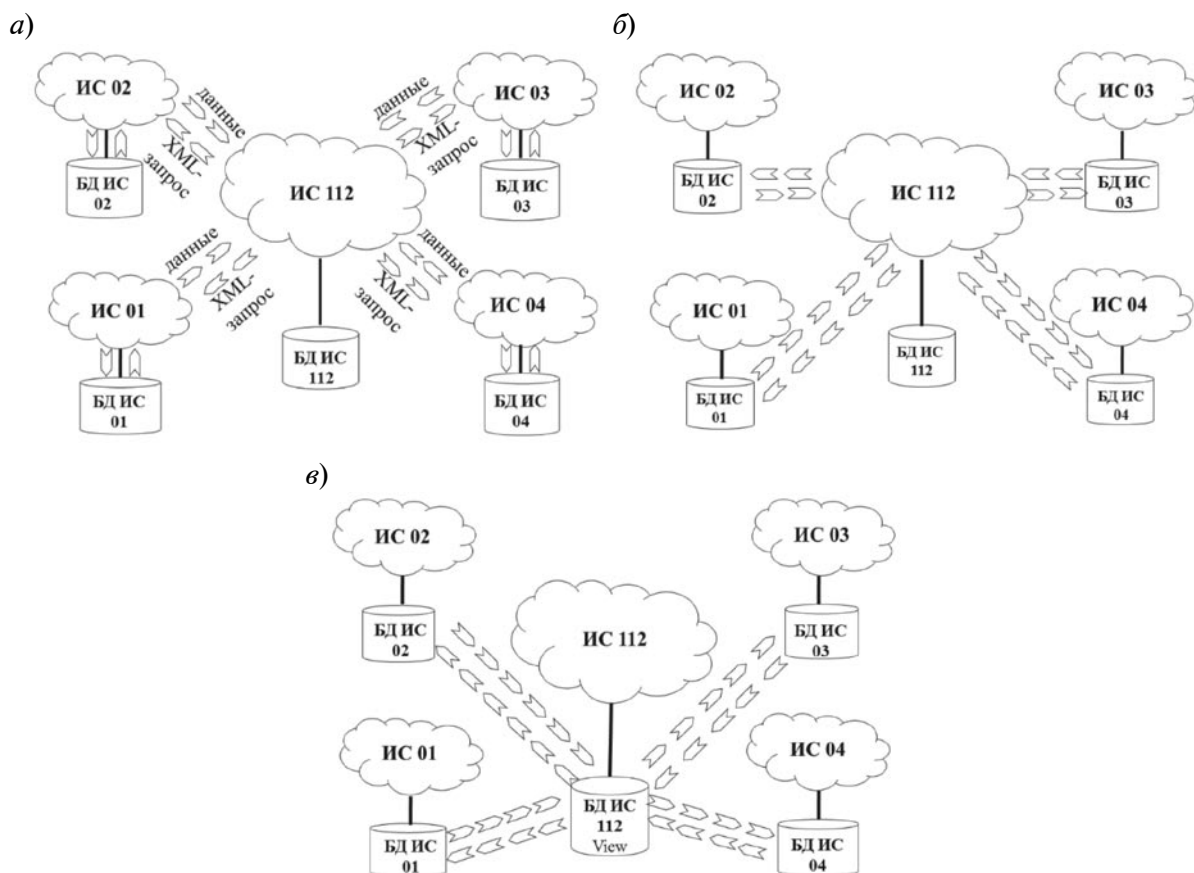 а)
ИС 02
данные
XML-
запрос
БД ИС
02
ИС 112
данные
XML-
запрос
ИС 03
БД ИС
03
ИС 01
данные
XML-
запрос
БД ИС
01
БД ИС
112
данные
XML-
запрос
ИС 04
БД ИС
04
б)
ИС 02
БД ИС
02
ИС 112
ИС 03
БД ИС
03
ИС 01
БД ИС
01
БД ИС
112
ИС 04
БД ИС
04
в)
ИС 02
БД ИС
02
ИС 112
ИС 03
БД ИС
03
ИС 01
БД ИС
01
БД ИС
112
View
ИС 04
БД ИС
04